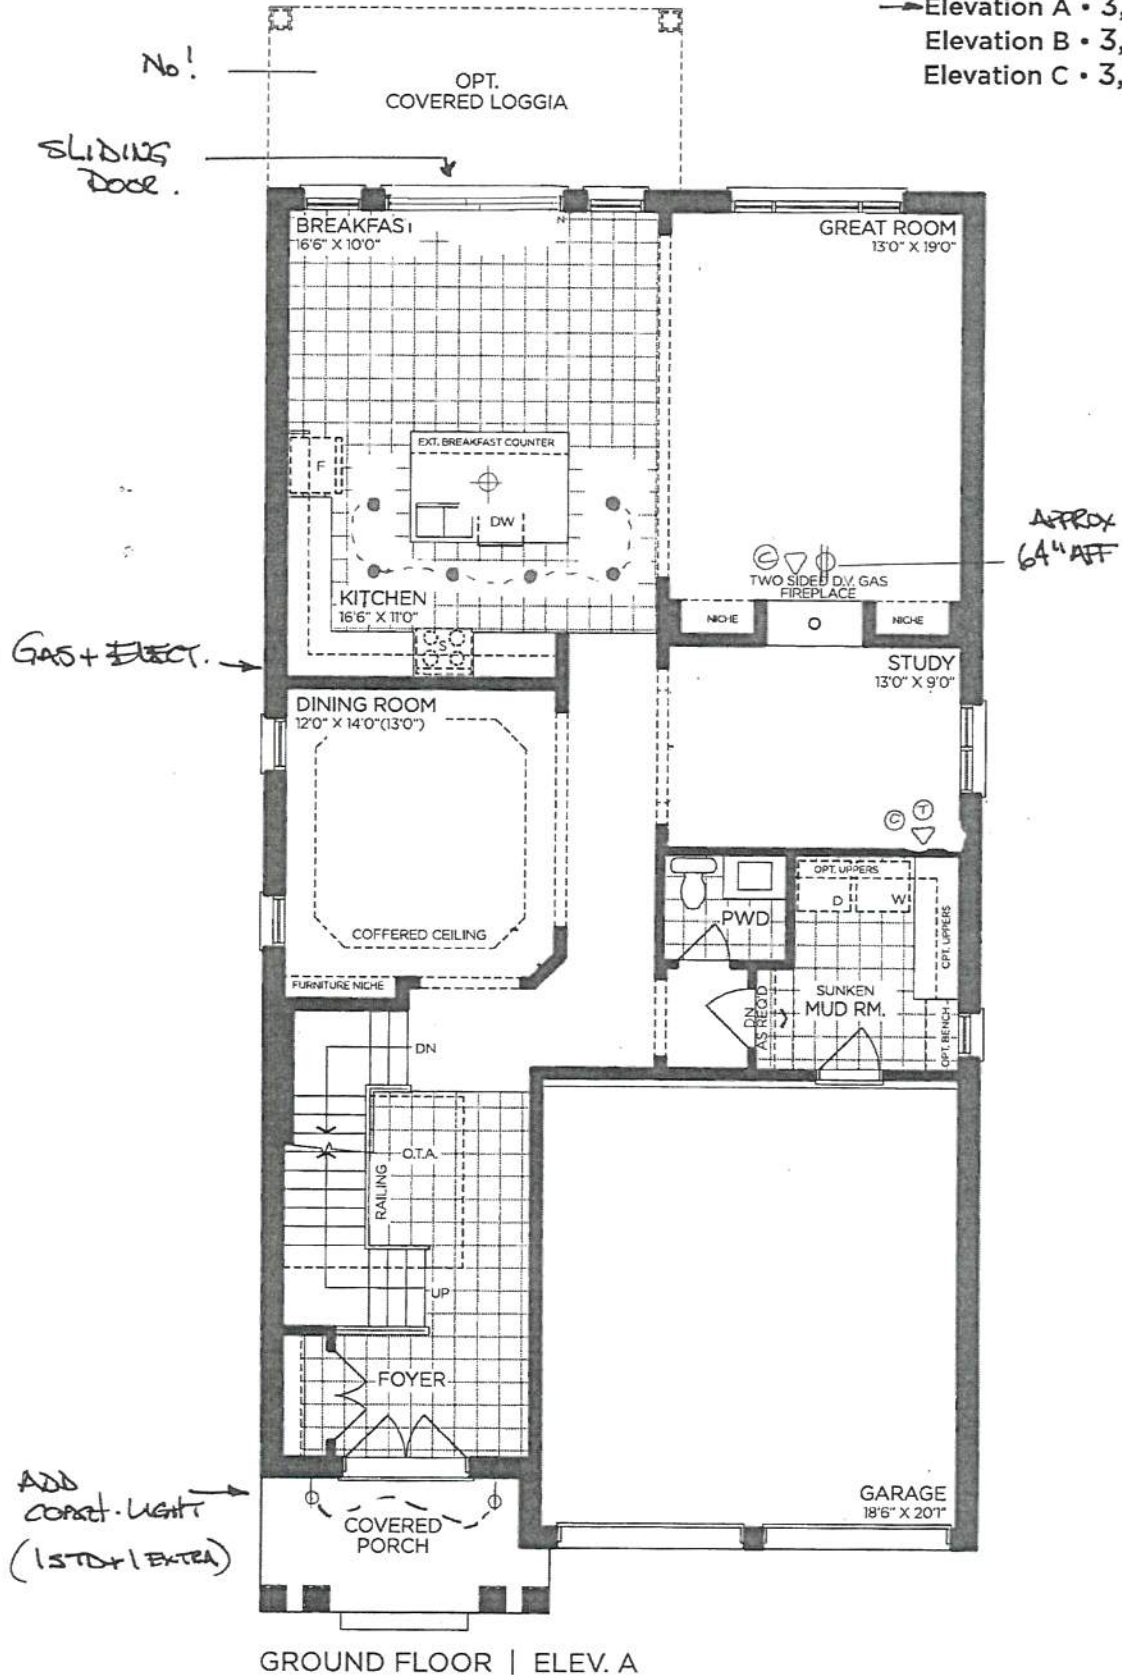 Elevation A • 3,
Elevation B • 3,
Elevation C • 3,
No!
OPT.
COVERED LOGGIA
SLIDING
DOOR.
BREAKFAST
16'6" X 10'0"
GREAT ROOM
13'0" X 19'0"
EXT. BREAKFAST COUNTER
F
DW
APPROX
64" AFF
C
TWO SIDED D.V. GAS
FIREPLACE
KITCHEN
16'6" X 11'0"
NICHE
O
NICHE
S
GAS + ELECT.
STUDY
13'0" X 9'0"
DINING ROOM
12'0" X 14'0"(13'0")
C
T
OPT. UPPERS
D
W
PWD
OPT. UPPERS
COFFERED CEILING
FURNITURE NICHE
SUNKEN
MUD RM.
DN
AS REQ'D
OPT. BENCH
DN
O.T.A.
RAILING
UP
FOYER
ADD
COACH. LIGHT
(1 STD + 1 EXTRA)
COVERED
PORCH
GARAGE
18'6" X 20'1"
GROUND FLOOR | ELEV. A